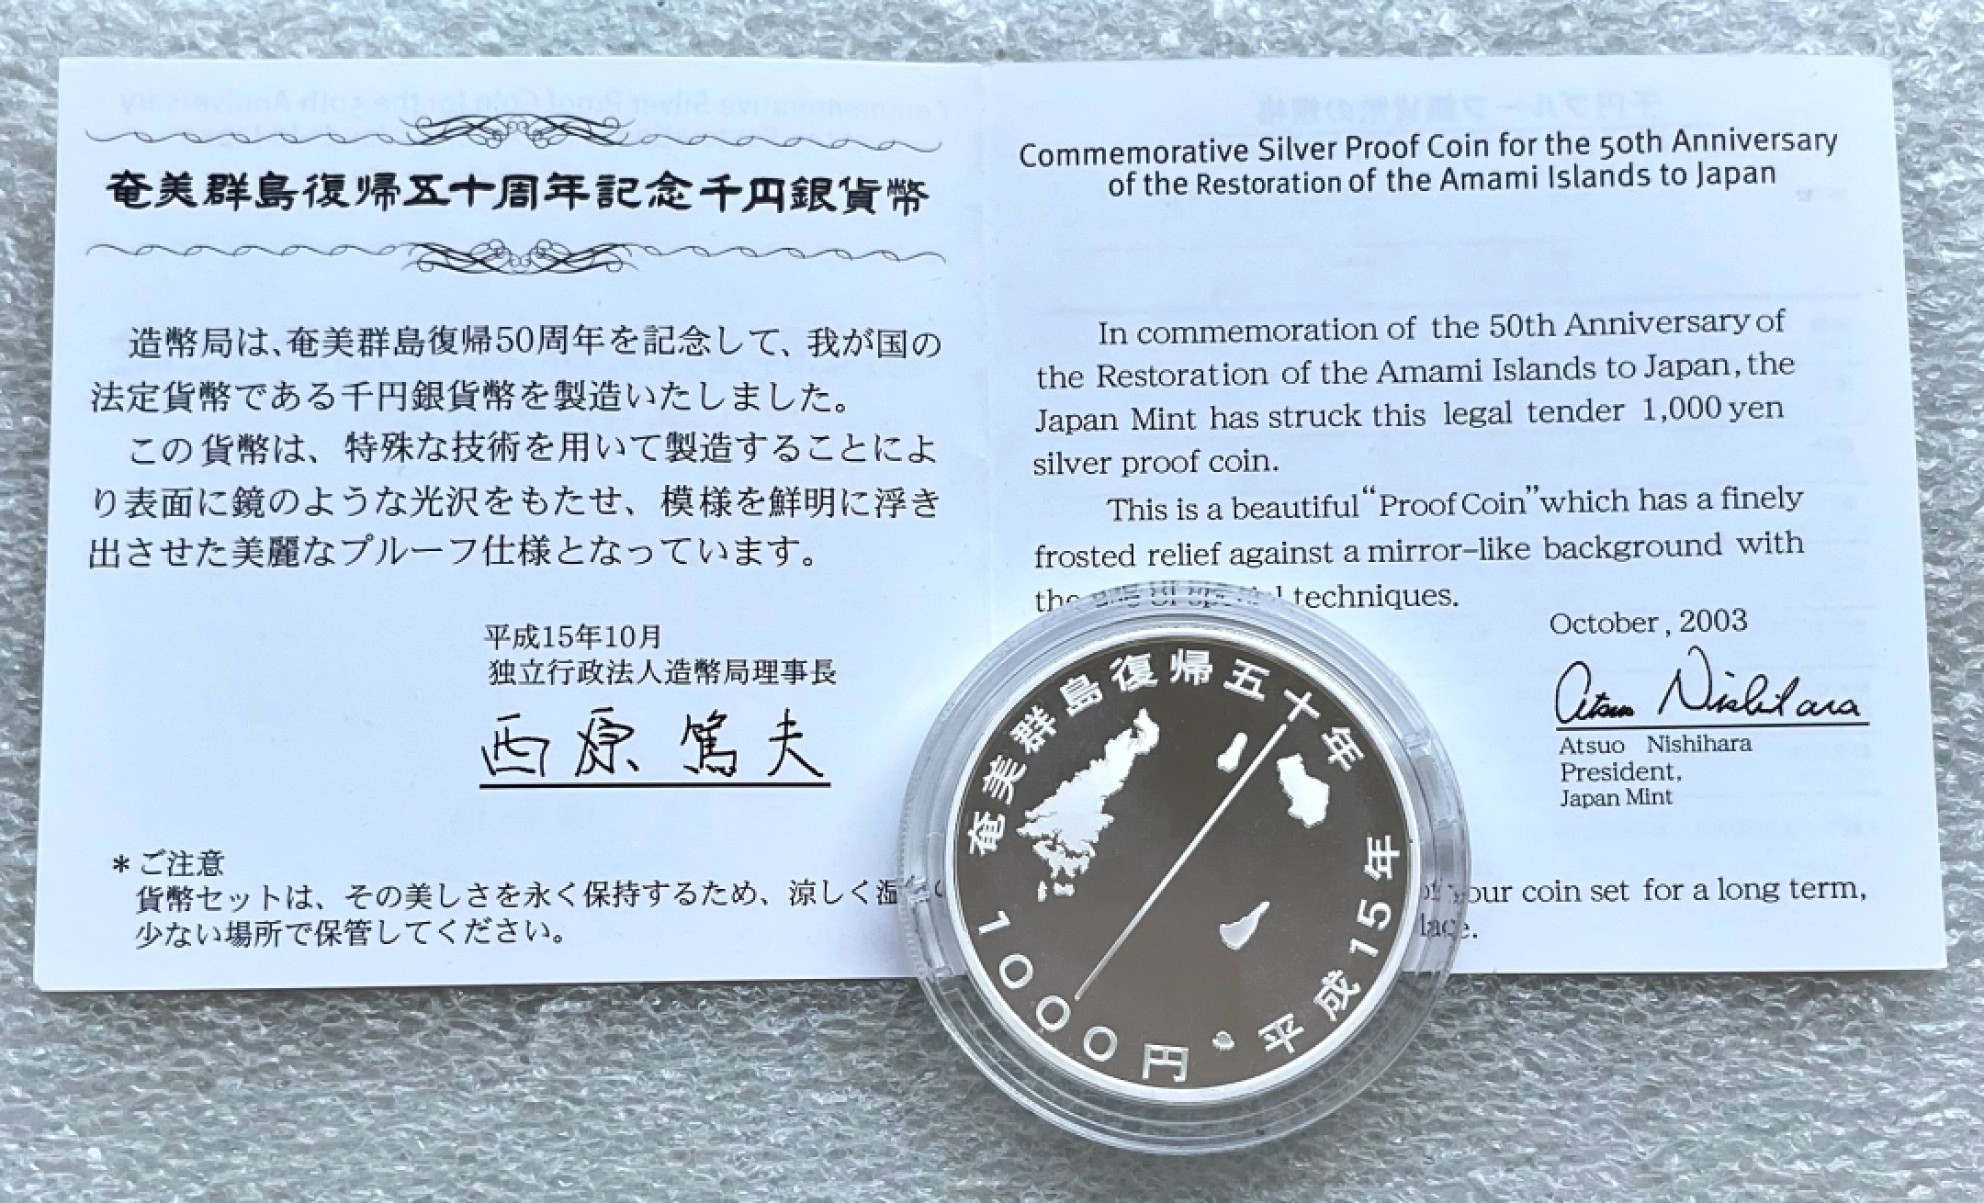 奄美群島復帰五十周年記念千円銀貨幣
造幣局は、奄美群島復帰50周年を記念して、我が国の
法定貨幣である千円銀貨幣を製造いたしました。
この貨幣は、特殊な技術を用いて製造することによ
り表面に鏡のような光沢をもたせ、模様を鮮明に浮き
出させた美麗なプルーフ仕様となっています。
平成15年10月
独立行政法人造幣局理事長
西原篤夫
*ご注意
貨幣セットは、その美しさを永く保持するため、涼しく湿
少ない場所で保管してください。
Commemorative Silver Proof Coin for the 50th Anniversary
of the Restoration of the Amami Islands to Japan
In commemoration of the 50th Anniversary of
the Restoration of the Amami Islands to Japan, the
Japan Mint has struck this legal tender 1,000 yen
silver proof coin.
This is a beautiful “Proof Coin” which has a finely
frosted relief against a mirror-like background with
the techniques.
October, 2003
Atsuo Nishihara
Atsuo Nishihara
President,
Japan Mint
your coin set for a long term,
奄美群島復帰五十年
1000円
平成15年